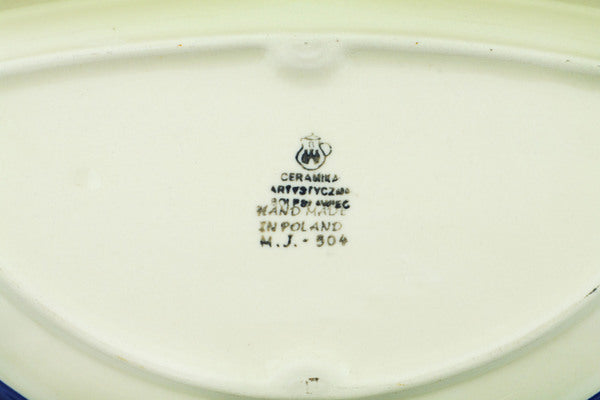 CERAMIKA
ARTYSTYCZNA
BOLESŁAWIEC
HAND MADE
IN POLAND
M.J.-504